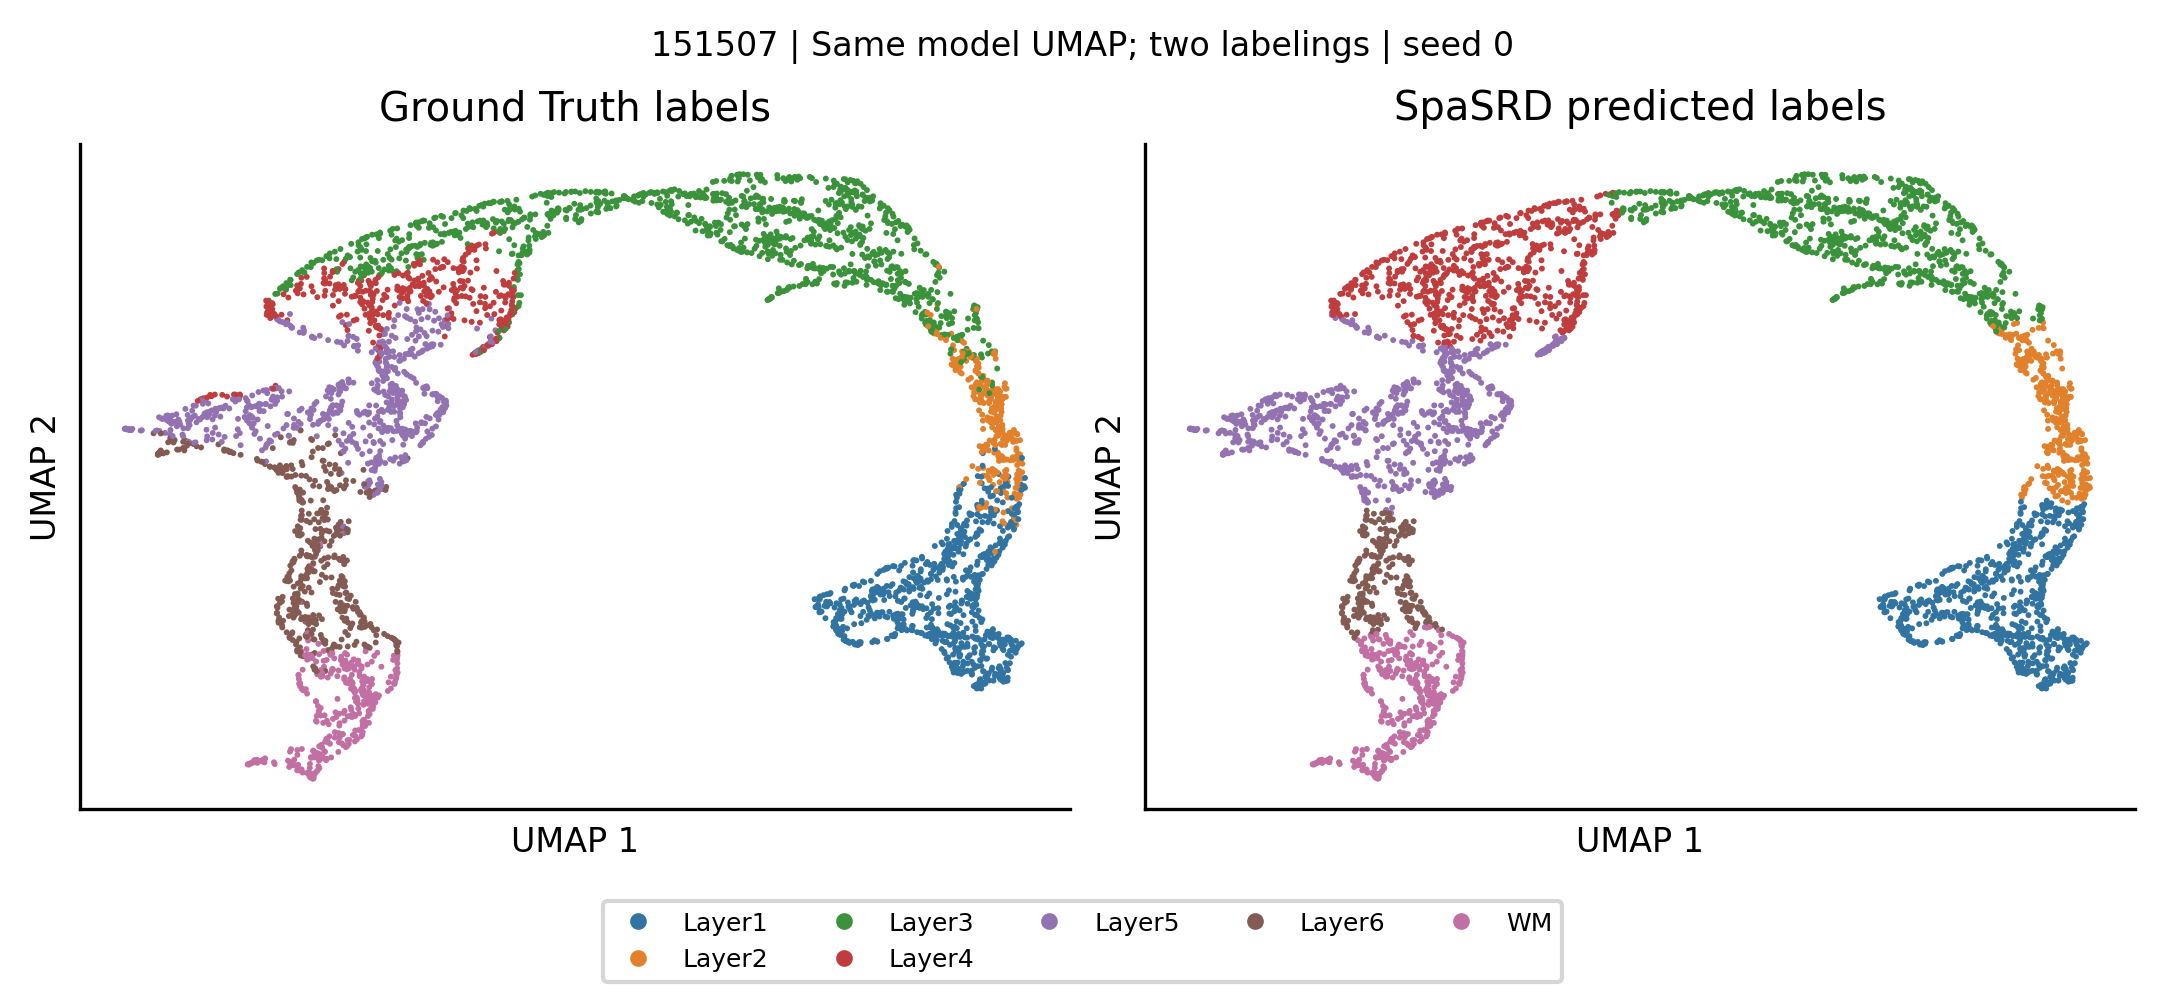 151507 | Same model UMAP; two labelings | seed 0
Ground Truth labels
SpaSRD predicted labels
UMAP 2
UMAP 1
UMAP 2
UMAP 1
Layer1
Layer3
Layer5
Layer6
WM
Layer2
Layer4